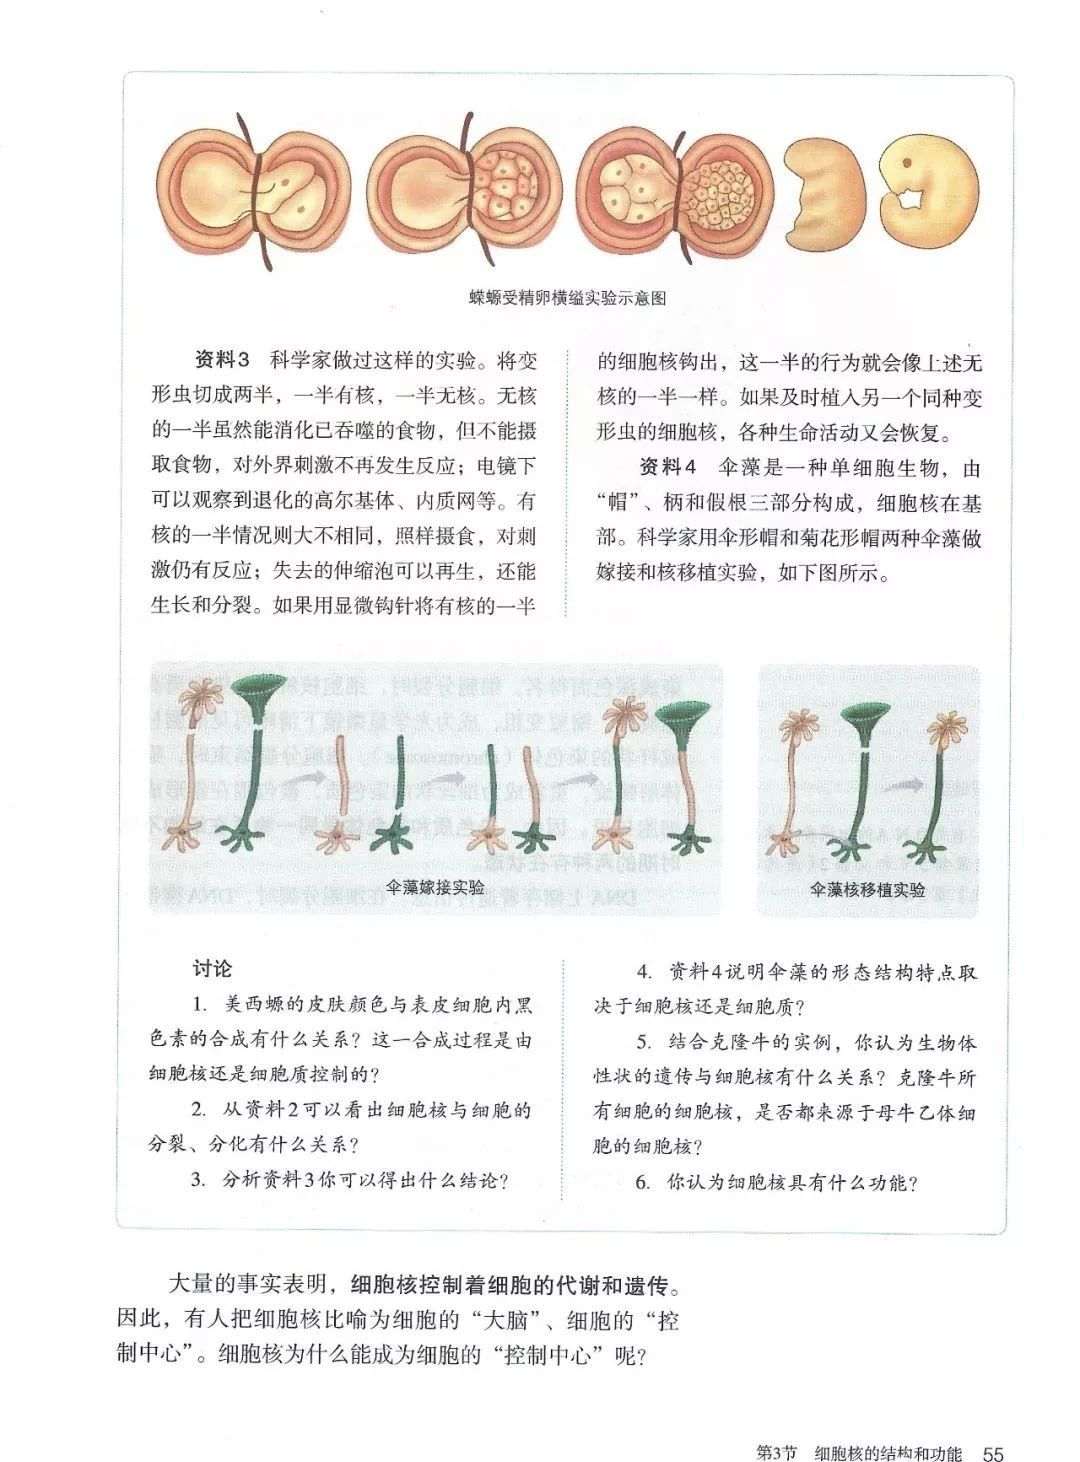 蝾螈受精卵横缢实验示意图
资料3 科学家做过这样的实验。将变
形虫切成两半，一半有核，一半无核。无核
的一半虽然能消化已吞噬的食物，但不能摄
取食物，对外界刺激不再发生反应；电镜下
可以观察到退化的高尔基体、内质网等。有
核的一半情况则大不相同，照样摄食，对刺
激仍有反应；失去的伸缩泡可以再生，还能
生长和分裂。如果用显微钩针将有核的一半
的细胞核钩出，这一半的行为就会像上述无
核的一半一样。如果及时植入另一个同种变
形虫的细胞核，各种生命活动又会恢复。
资料4 伞藻是一种单细胞生物，由
“帽”、柄和假根三部分构成，细胞核在基
部。科学家用伞形帽和菊花形帽两种伞藻做
嫁接和核移植实验，如下图所示。
伞藻嫁接实验
伞藻核移植实验
讨论
1. 美西螈的皮肤颜色与表皮细胞内黑
色素的合成有什么关系？这一合成过程是由
细胞核还是细胞质控制的？
2. 从资料2可以看出细胞核与细胞的
分裂、分化有什么关系？
3. 分析资料3你可以得出什么结论？
4. 资料4说明伞藻的形态结构特点取
决于细胞核还是细胞质？
5. 结合克隆牛的实例，你认为生物体
性状的遗传与细胞核有什么关系？克隆牛所
有细胞的细胞核，是否都来源于母牛乙体细
胞的细胞核？
6. 你认为细胞核具有什么功能？
大量的事实表明，细胞核控制着细胞的代谢和遗传。
因此，有人把细胞核比喻为细胞的“大脑”、细胞的“控
制中心”。细胞核为什么能成为细胞的“控制中心”呢？
第3节 细胞核的结构和功能 55